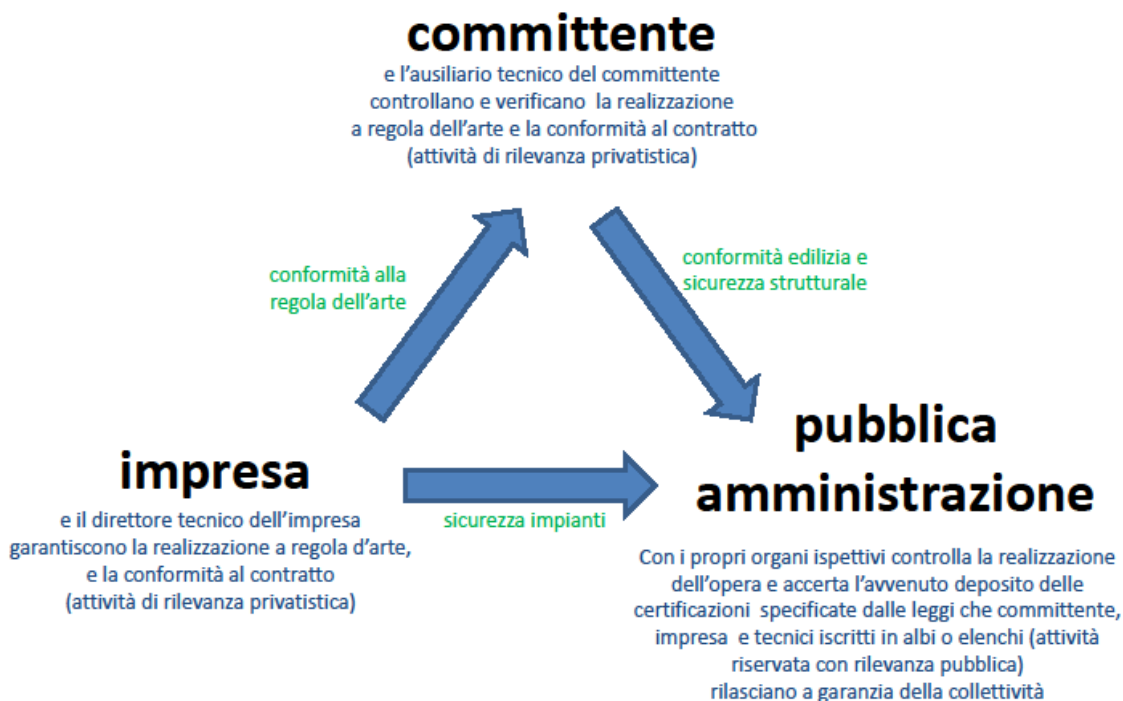 committente
e l'ausiliario tecnico del committente
controllano e verificano la realizzazione
a regola dell'arte e la conformità al contratto
(attività di rilevanza privatistica)
conformità alla
regola dell'arte
conformità edilizia e
sicurezza strutturale
impresa
e il direttore tecnico dell'impresa
garantiscono la realizzazione a regola d'arte,
e la conformità al contratto
(attività di rilevanza privatistica)
sicurezza impianti
pubblica
amministrazione
Con i propri organi ispettivi controlla la realizzazione
dell'opera e accerta l'avvenuto deposito delle
certificazioni specificate dalle leggi che committente,
impresa e tecnici iscritti in albi o elenchi (attività
riservata con rilevanza pubblica)
rilasciano a garanzia della collettività